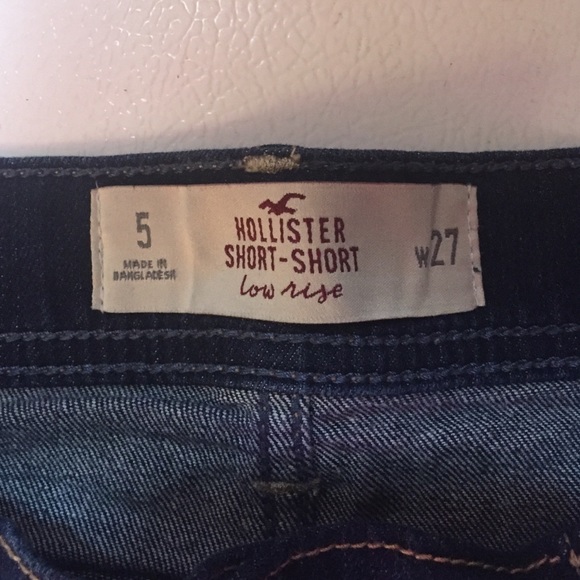 5
MADE IN
BANGLADESH
HOLLISTER
SHORT-SHORT
low rise
W27